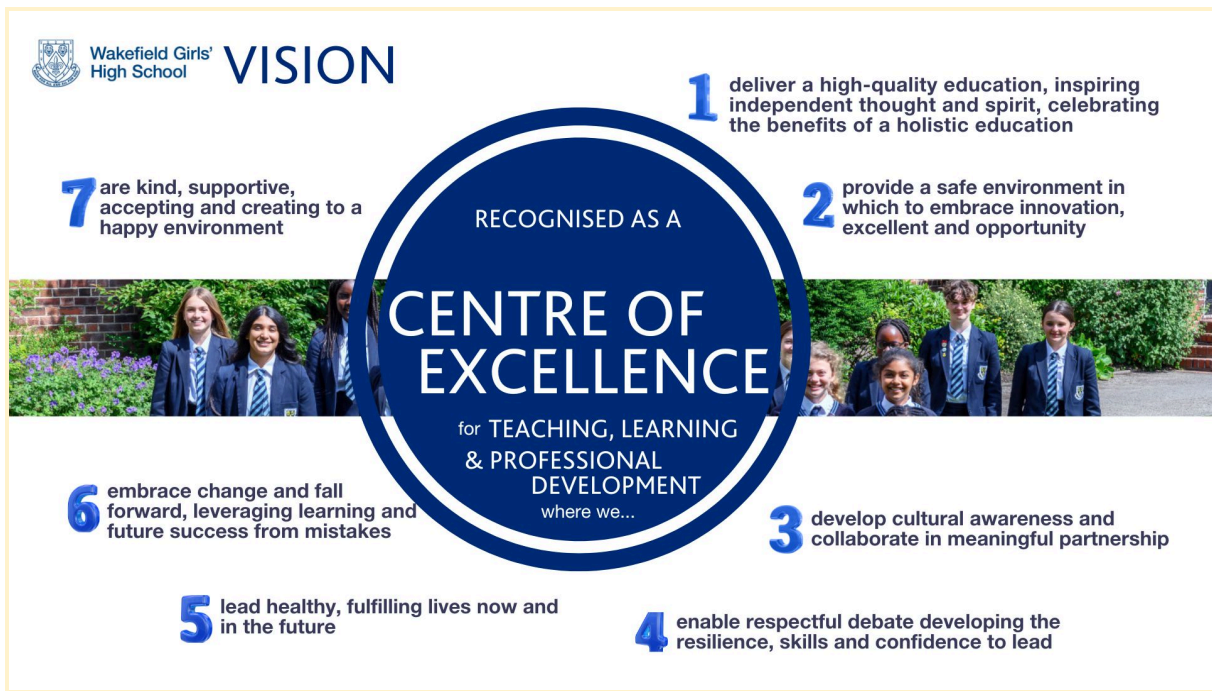 Wakefield Girls'
High School
VISION
RECOGNISED AS A
CENTRE OF
EXCELLENCE
for TEACHING, LEARNING
& PROFESSIONAL
DEVELOPMENT
where we...
1
deliver a high-quality education, inspiring
independent thought and spirit, celebrating
the benefits of a holistic education
2
provide a safe environment in
which to embrace innovation,
excellent and opportunity
3
develop cultural awareness and
collaborate in meaningful partnership
4
enable respectful debate developing the
resilience, skills and confidence to lead
5
lead healthy, fulfilling lives now and
in the future
6
embrace change and fall
forward, leveraging learning and
future success from mistakes
7
are kind, supportive,
accepting and creating to a
happy environment